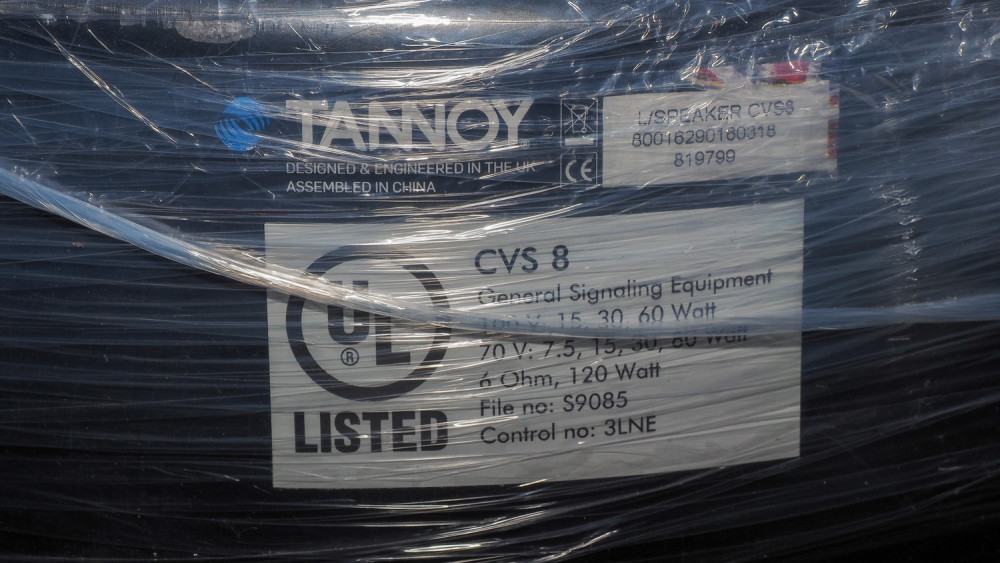 TANNOY
DESIGNED & ENGINEERED IN THE UK
ASSEMBLED IN CHINA
CE
L/SPEAKER CVS8
80016290180318
819799
UL
®
LISTED
CVS 8
General Signaling Equipment
100 V: 15, 30, 60 Watt
70 V: 7.5, 15, 30, 60 Watt
6 Ohm, 120 Watt
File no: S9085
Control no: 3LNE